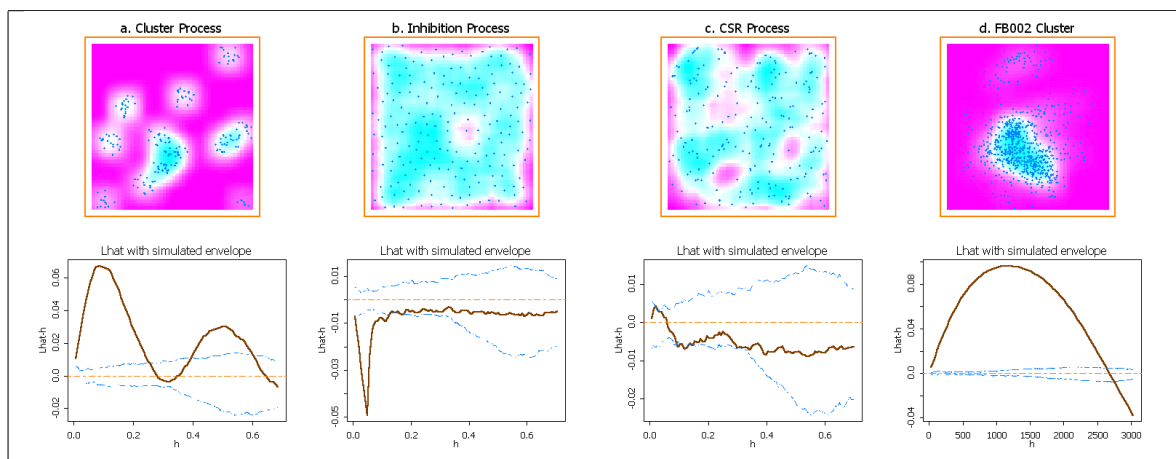 a. Cluster Process
b. Inhibition Process
c. CSR Process
d. FB002 Cluster
Lhat with simulated envelope
Lhat-h
0.06
0.04
0.02
0.0
-0.02
0.0 0.2 0.4 0.6
h
Lhat with simulated envelope
Lhat-h
0.01
-0.01
-0.03
-0.05
0.0 0.2 0.4 0.6
h
Lhat with simulated envelope
Lhat-h
0.01
0.0
-0.01
-0.02
0.0 0.2 0.4 0.6
h
Lhat with simulated envelope
Lhat-h
0.08
0.04
0.0
-0.04
0 500 1000 1500 2000 2500 3000
h